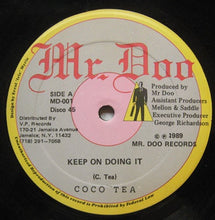 Mr. Doo
SIDE A
MD-001
Disco 45
Produced by
Mr Doo
Assistant Producers
Mellon & Saddle
Executive Producer
George Richardson
Distributed By
V.P. Records
170-21 Jamaica Avenue
Jamaica, N.Y. 11432
(718) 291-7058
℗ © 1989
MR. DOO RECORDS
KEEP ON DOING IT
(C. Tea)
COCO TEA